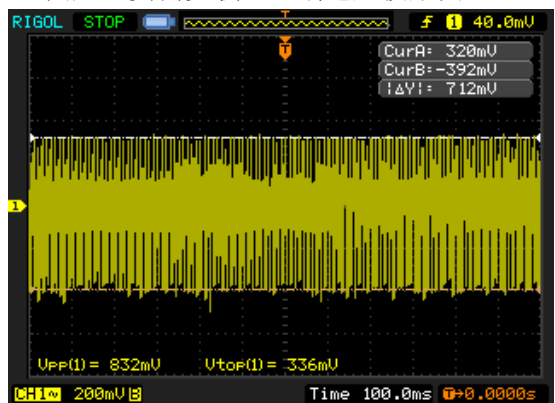 RIGOL STOP 1 40.0mV
T
CurA= 320mV
CurB=-392mV
|ΔY|= 712mV
1
Vpp(1)= 832mV Vtop(1)= 336mV
CH1~ 200mV B Time 100.0ms T→0.0000s